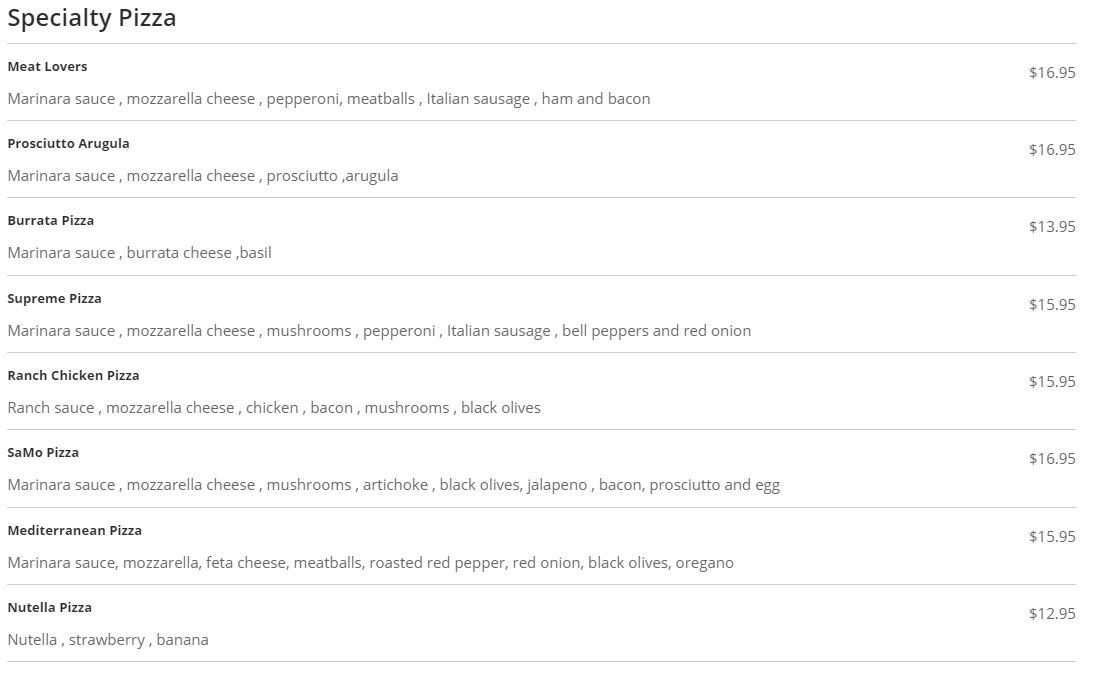 Specialty Pizza
Meat Lovers
$16.95
Marinara sauce , mozzarella cheese , pepperoni, meatballs , Italian sausage , ham and bacon
Prosciutto Arugula
$16.95
Marinara sauce , mozzarella cheese , prosciutto ,arugula
Burrata Pizza
$13.95
Marinara sauce , burrata cheese ,basil
Supreme Pizza
$15.95
Marinara sauce , mozzarella cheese , mushrooms , pepperoni , Italian sausage , bell peppers and red onion
Ranch Chicken Pizza
$15.95
Ranch sauce , mozzarella cheese , chicken , bacon , mushrooms , black olives
SaMo Pizza
$16.95
Marinara sauce , mozzarella cheese , mushrooms , artichoke , black olives, jalapeno , bacon, prosciutto and egg
Mediterranean Pizza
$15.95
Marinara sauce, mozzarella, feta cheese, meatballs, roasted red pepper, red onion, black olives, oregano
Nutella Pizza
$12.95
Nutella , strawberry , banana